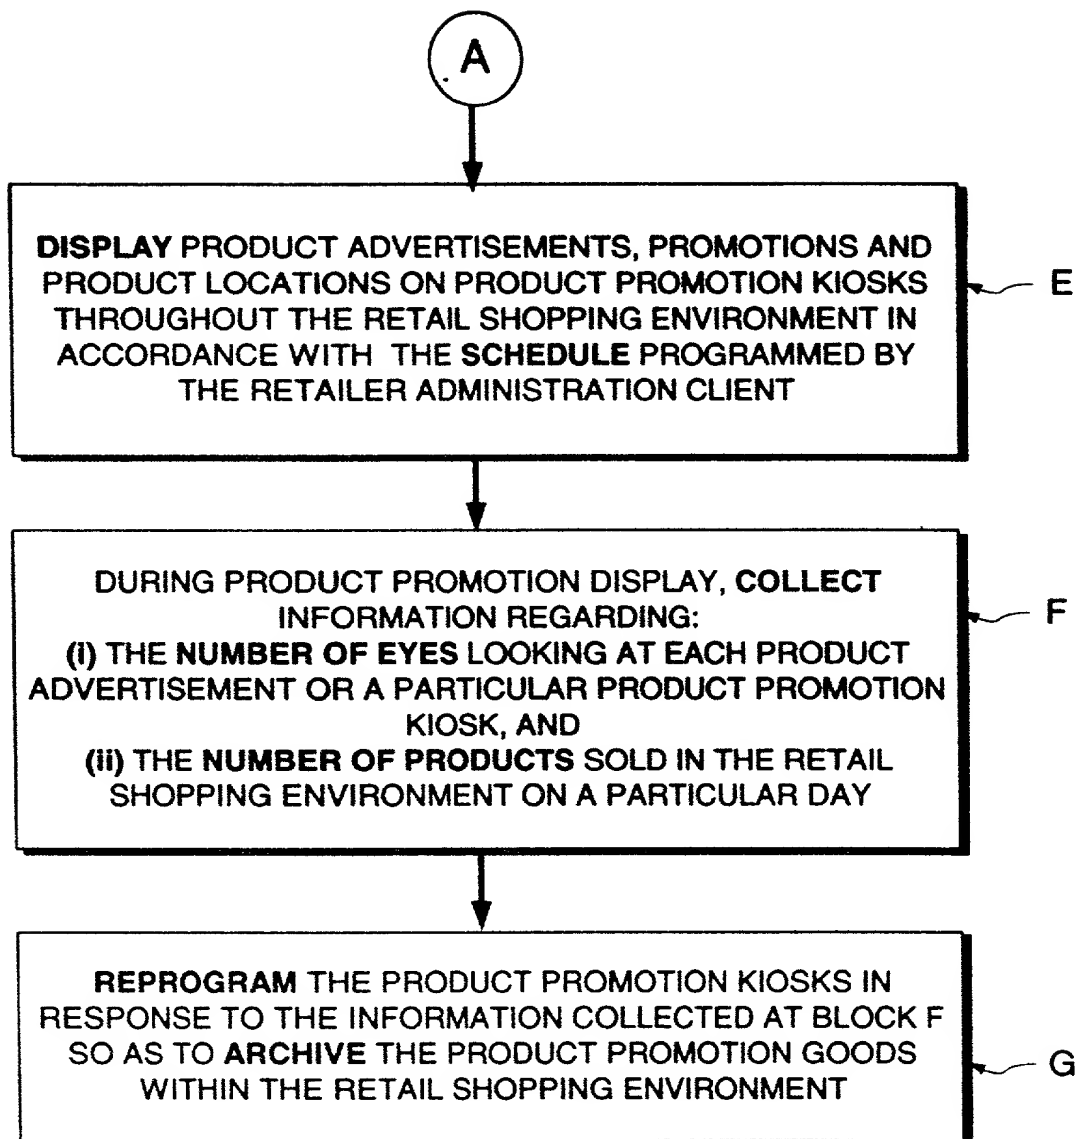 A
DISPLAY PRODUCT ADVERTISEMENTS, PROMOTIONS AND
PRODUCT LOCATIONS ON PRODUCT PROMOTION KIOSKS
THROUGHOUT THE RETAIL SHOPPING ENVIRONMENT IN
ACCORDANCE WITH THE SCHEDULE PROGRAMMED BY
THE RETAILER ADMINISTRATION CLIENT
E
DURING PRODUCT PROMOTION DISPLAY, COLLECT
INFORMATION REGARDING:
(i) THE NUMBER OF EYES LOOKING AT EACH PRODUCT
ADVERTISEMENT OR A PARTICULAR PRODUCT PROMOTION
KIOSK, AND
(ii) THE NUMBER OF PRODUCTS SOLD IN THE RETAIL
SHOPPING ENVIRONMENT ON A PARTICULAR DAY
F
REPROGRAM THE PRODUCT PROMOTION KIOSKS IN
RESPONSE TO THE INFORMATION COLLECTED AT BLOCK F
SO AS TO ARCHIVE THE PRODUCT PROMOTION GOODS
WITHIN THE RETAIL SHOPPING ENVIRONMENT
G